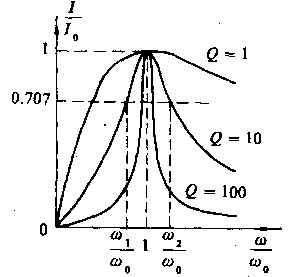 I/I₀
1
Q = 1
0.707
Q = 10
Q = 100
0
ω₁/ω₀
1
ω₂/ω₀
ω/ω₀